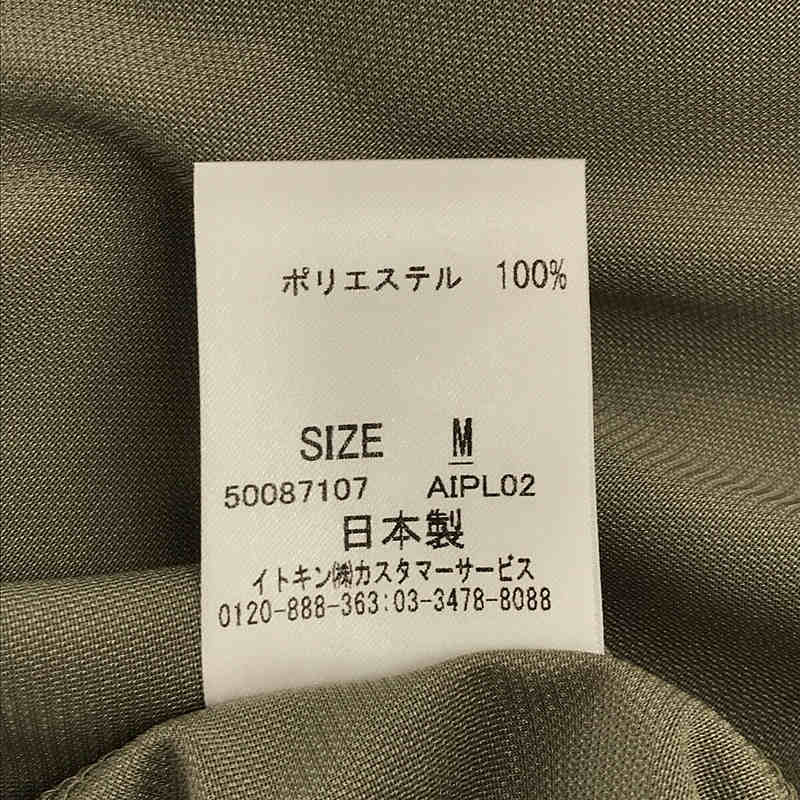 ポリエステル 100%
SIZE M
50087107 AIPL02
日本製
イトキン㈱カスタマーサービス
0120-888-363:03-3478-8088